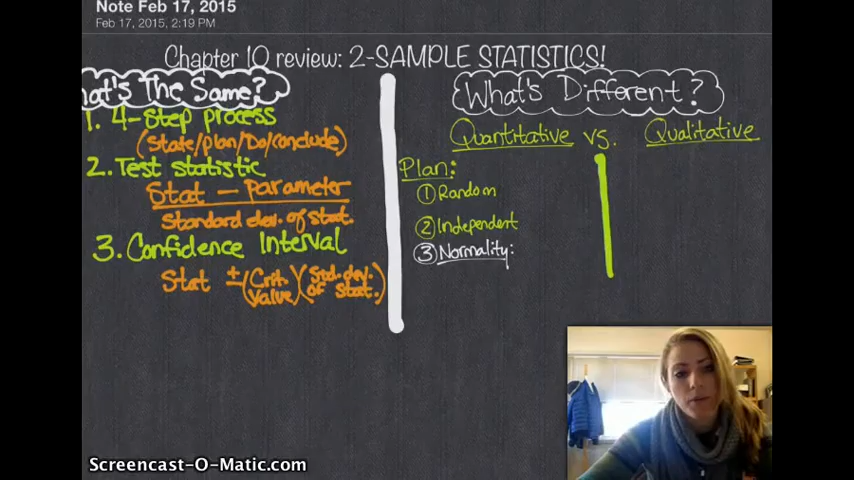 Note Feb 17, 2015
Feb 17, 2015, 2:19 PM
Chapter 10 review: 2-SAMPLE STATISTICS!
hat's The Same?
1. 4-Step process
(State/Plan/Do/Conclude)
2. Test statistic
Stat - Parameter
Standard dev. of stat.
3. Confidence Interval
Stat ± (Crit. Value)(Std. dev. of stat.)
What's Different?
Quantitative vs. Qualitative
Plan:
① Random
② Independent
③ Normality:
Screencast-O-Matic.com